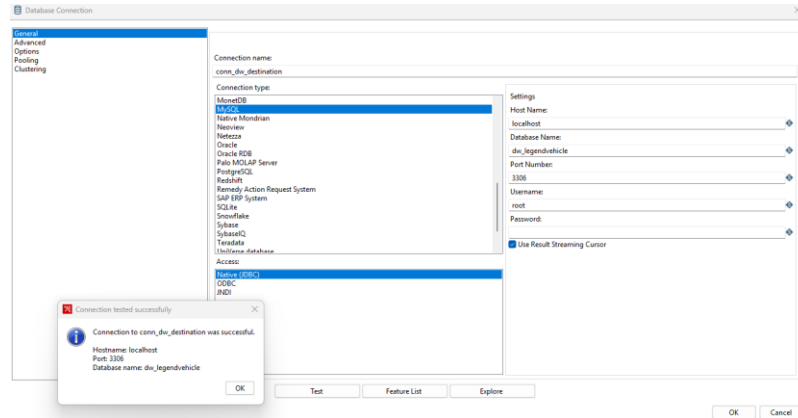 Database Connection
General
Advanced
Options
Pooling
Clustering
Connection name:
conn_dw_destination
Connection type:
MonetDB
MySQL
Native Mondrian
Neoview
Netezza
Oracle
Oracle RDB
Palo MOLAP Server
PostgreSQL
Redshift
Remedy Action Request System
SAP ERP System
SQLite
Snowflake
Sybase
SybaseIQ
Teradata
UniVerse database
Access:
Native (JDBC)
ODBC
JNDI
Settings
Host Name:
localhost
Database Name:
dw_legendvehicle
Port Number:
3306
Username:
root
Password:
Use Result Streaming Cursor
Connection tested successfully
Connection to conn_dw_destination was successful.
Hostname: localhost
Port: 3306
Database name: dw_legendvehicle
OK
Test
Feature List
Explore
OK
Cancel